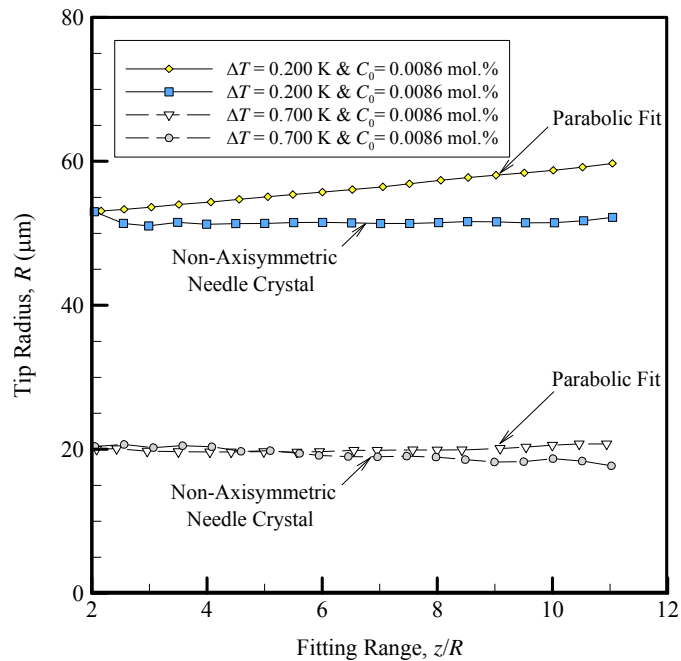 80
60
40
20
0
Tip Radius, R (μm)
ΔT = 0.200 K & C₀= 0.0086 mol.%
ΔT = 0.200 K & C₀= 0.0086 mol.%
ΔT = 0.700 K & C₀= 0.0086 mol.%
ΔT = 0.700 K & C₀= 0.0086 mol.%
Parabolic Fit
Non-Axisymmetric
Needle Crystal
Parabolic Fit
Non-Axisymmetric
Needle Crystal
2 4 6 8 10 12
Fitting Range, z/R